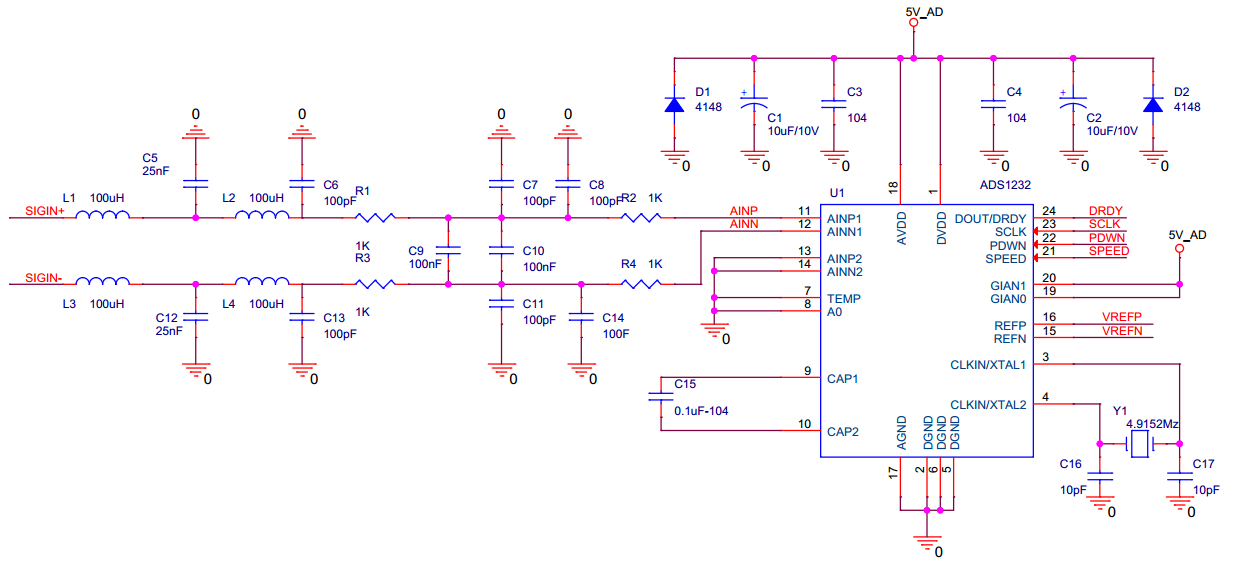 5V_AD
D1
4148
C1
10uF/10V
C3
104
C4
104
C2
10uF/10V
D2
4148
0
0
0
0
0
0
0
0
0
0
C5
25nF
C6
100pF
C7
100pF
C8
100pF
L1
100uH
L2
100uH
R1
1K
R2
1K
SIGIN+
C9
100nF
C10
100nF
R3
1K
R4
1K
SIGIN-
L3
100uH
L4
100uH
C12
25nF
C13
100pF
C11
100pF
C14
100F
0
0
0
0
AINP
AINN
U1
ADS1232
18
AVDD
1
DVDD
11
AINP1
12
AINN1
13
AINP2
14
AINN2
7
TEMP
8
A0
0
9
CAP1
10
CAP2
C15
0.1uF-104
DOUT/DRDY
24
DRDY
SCLK
23
SCLK
PDWN
22
PDWN
SPEED
21
SPEED
5V_AD
GIAN1
20
GIAN0
19
REFP
16
VREFP
REFN
15
VREFN
CLKIN/XTAL1
3
CLKIN/XTAL2
4
Y1
4.9152Mz
C16
10pF
C17
10pF
0
0
AGND
DGND
DGND
DGND
17
2
6
5
0